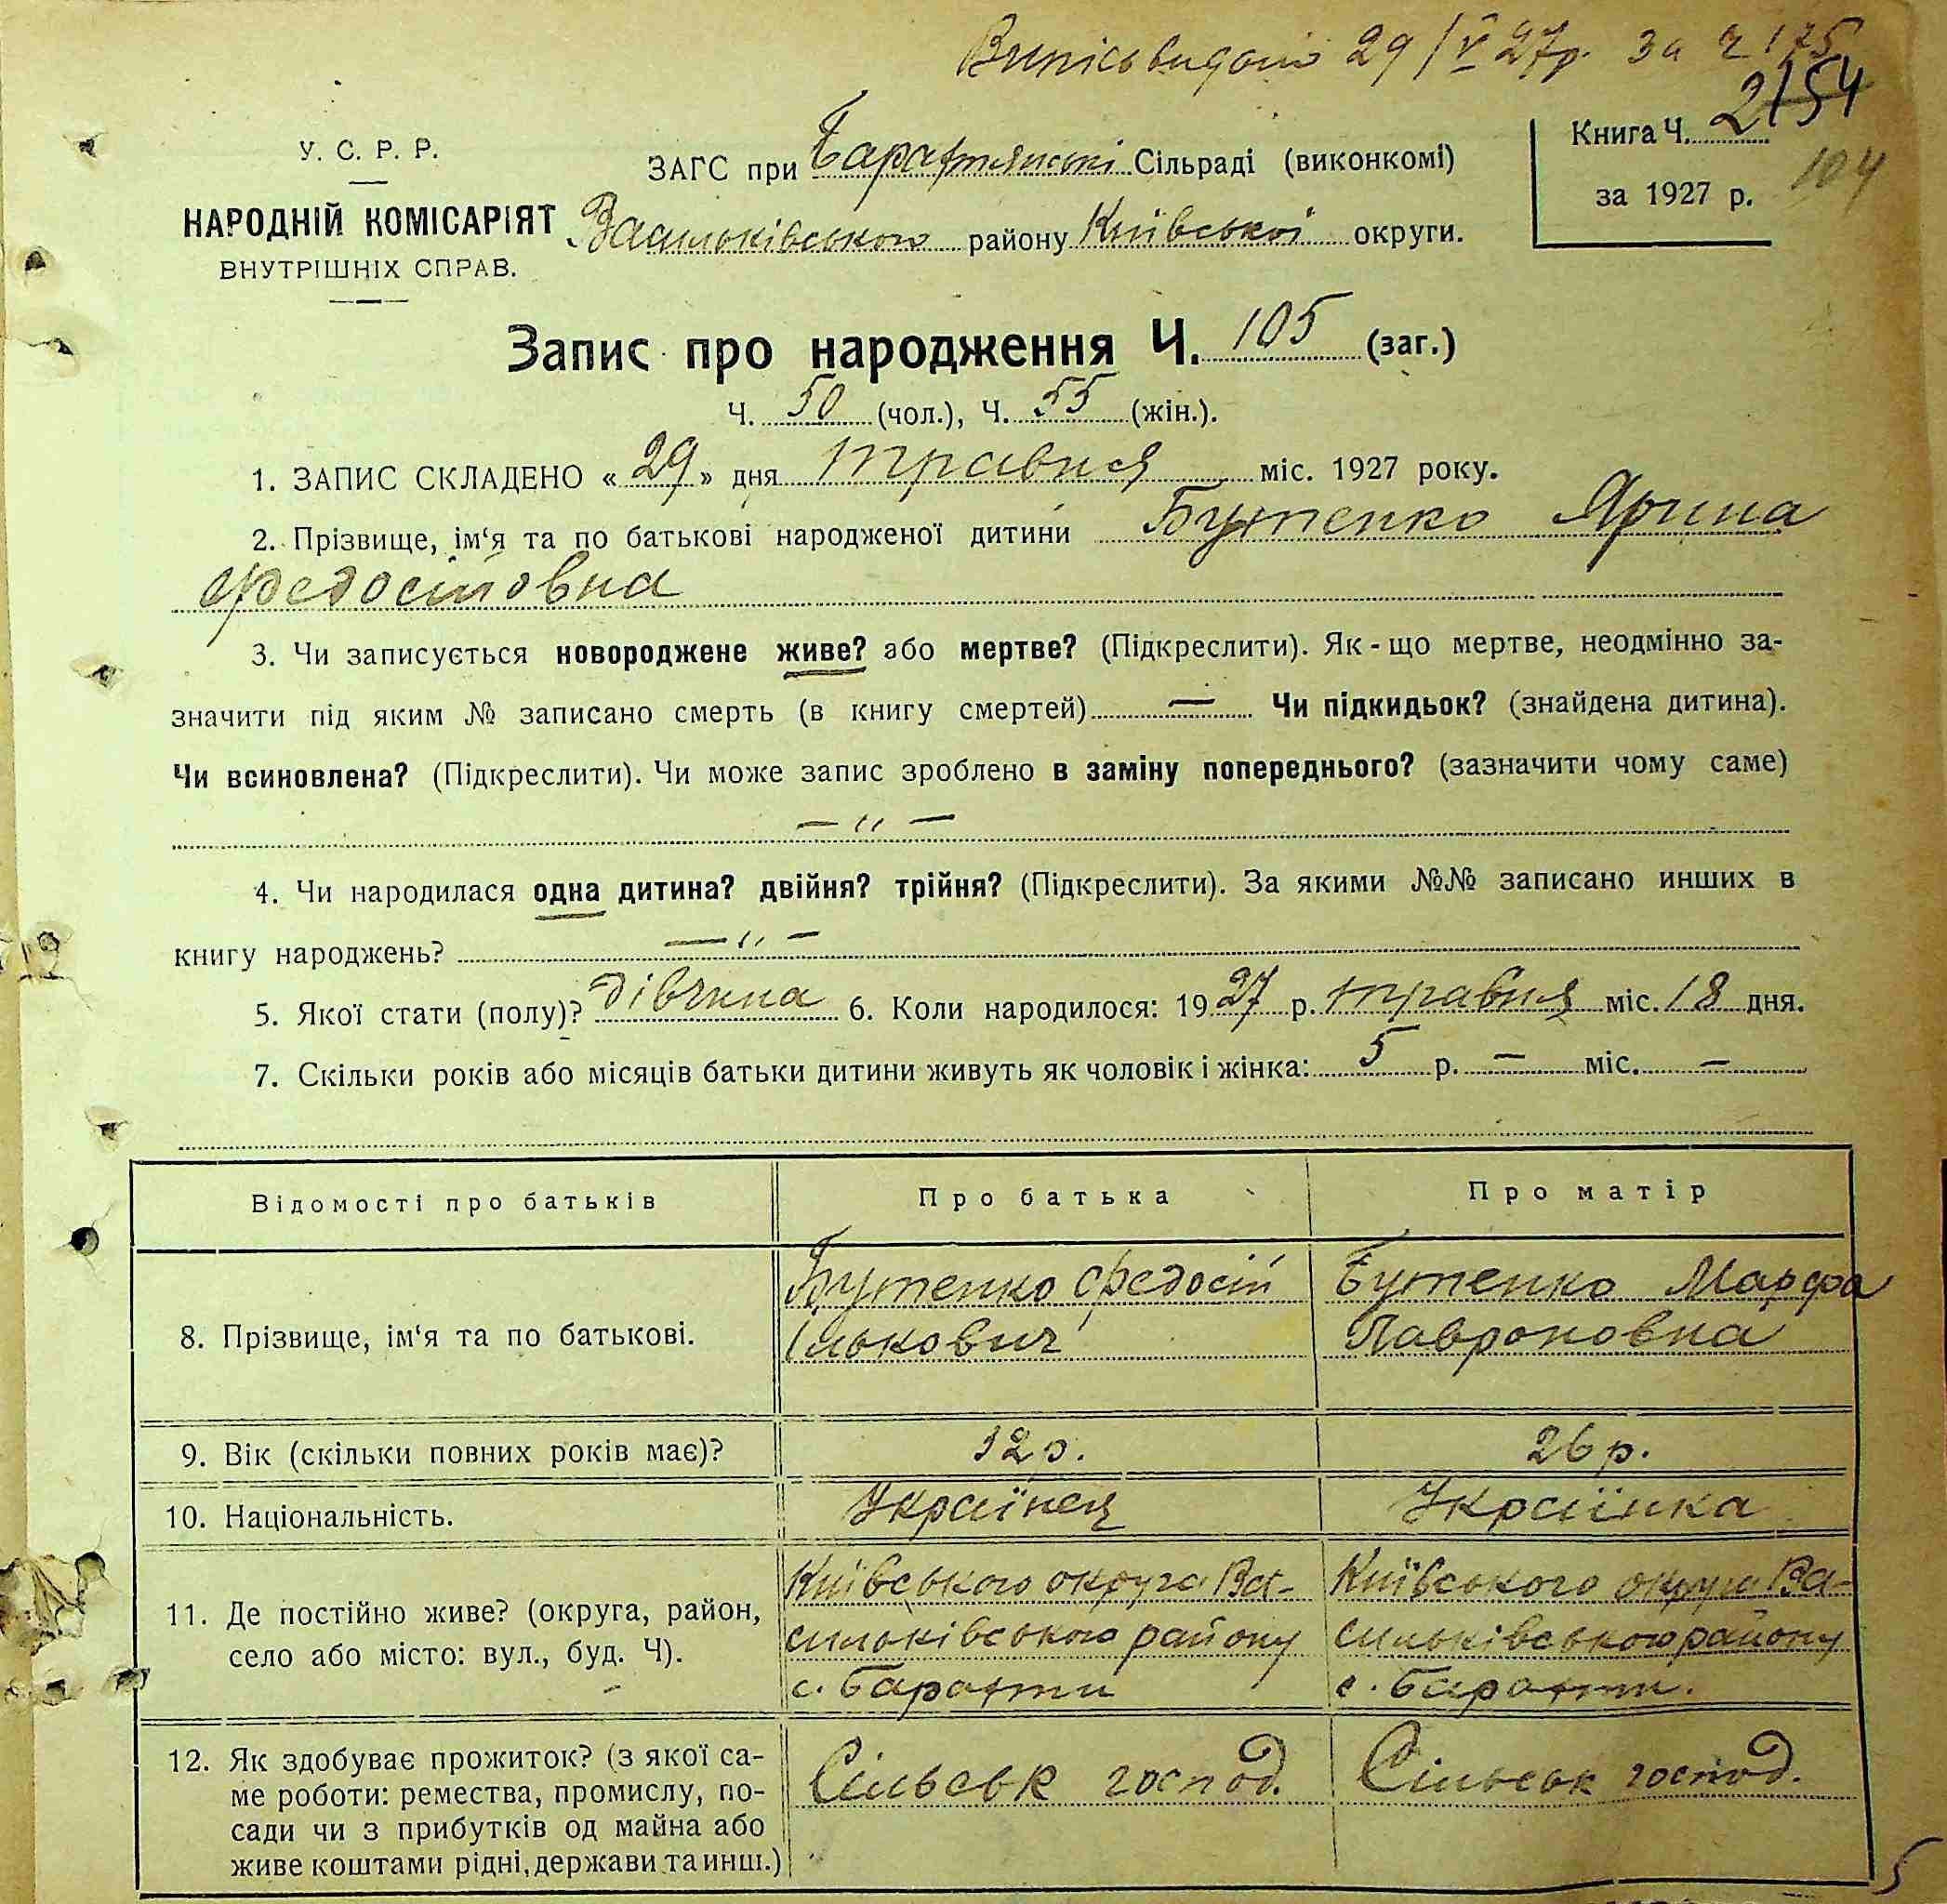 Випись видано 29/V 27р. за ч 175
2154
104
У. С. Р. Р.
НАРОДНІЙ КОМІСАРІЯТ
ВНУТРІШНІХ СПРАВ.
ЗАГС при Барахтянські Сільраді (виконкомі)
Васильківського району Київської округи.
Книга Ч.
за 1927 р.
Запис про народження Ч. 105 (заг.)
Ч. 50 (чол.), Ч. 55 (жін.).
1. ЗАПИС СКЛАДЕНО « 29 » дня травня міс. 1927 року.
2. Прізвище, ім‘я та по батькові народженої дитини Бутенко Ярина
Федосійовна
3. Чи записується новороджене живе? або мертве? (Підкреслити). Як-що мертве, неодмінно за-
значити під яким № записано смерть (в книгу смертей) — Чи підкидьок? (знайдена дитина).
Чи всиновлена? (Підкреслити). Чи може запис зроблено в заміну попереднього? (зазначити чому саме)
— „ —
4. Чи народилася одна дитина? двійня? трійня? (Підкреслити). За якими №№ записано инших в
книгу народжень? — „ —
5. Якої стати (полу)? дівчина 6. Коли народилося: 1927 р. травня міс. 18 дня.
7. Скільки років або місяців батьки дитини живуть як чоловік і жінка: 5 р. — міс. —
Відомості про батьків Про батька Про матір
8. Прізвище, ім‘я та по батькові.
Бутенко Федосій
Ількович
Бутенко Марфа
Лавроновна
9. Вік (скільки повних років має)? 26 р.
10. Національність. Українец Українка
11. Де постійно живе? (округа, район,
село або місто: вул., буд. Ч).
Київського округа Ва-
сильківського району
с. Барахти
Київського округа Ва-
сильківського району
с. Барахти.
12. Як здобуває прожиток? (з якої са-
ме роботи: ремества, промислу, по-
сади чи з прибутків од майна або
живе коштами рідні, держави та инш.)
Сільськ господ.
Сільськ господ.
5